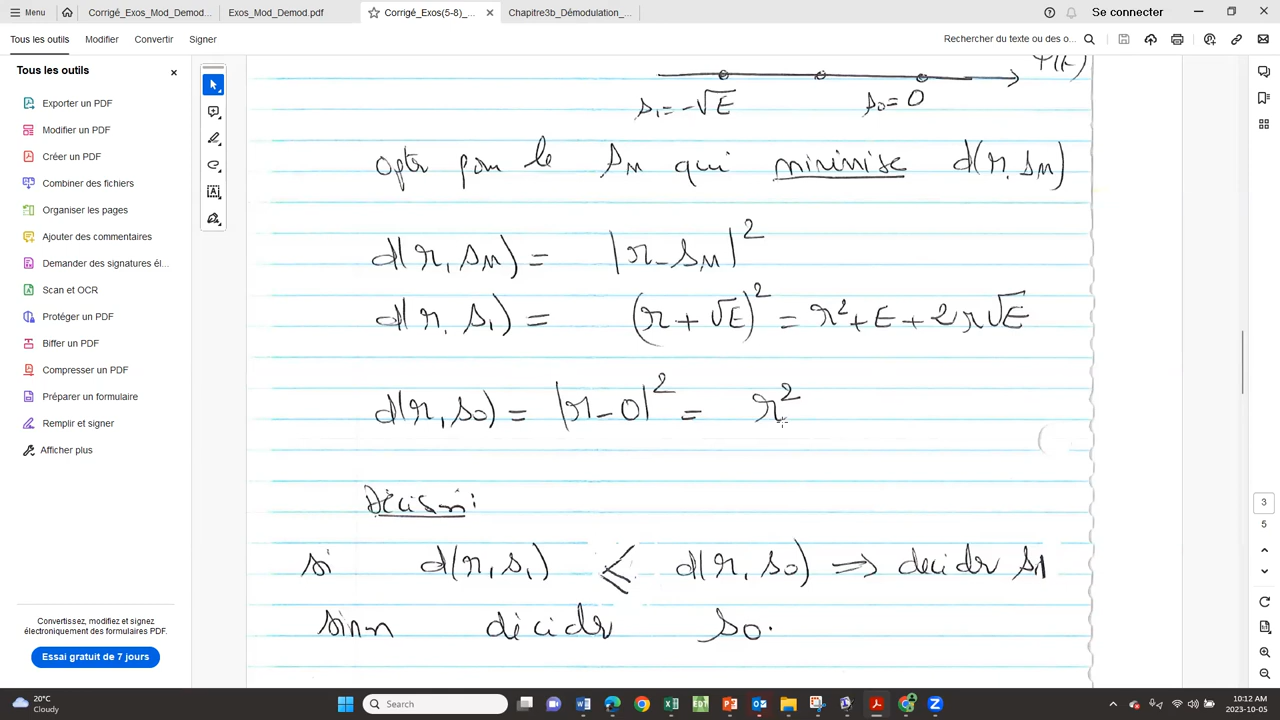 Menu
Corrigé_Exos_Mod_Demod...
Exos_Mod_Demod.pdf
Corrigé_Exos(5-8)_...
Chapitre3b_Démodulation_...
Se connecter
Tous les outils Modifier Convertir Signer
Rechercher du texte ou des o...
Tous les outils
Exporter un PDF
Modifier un PDF
Créer un PDF
Combiner des fichiers
Organiser les pages
Ajouter des commentaires
Demander des signatures él...
Scan et OCR
Protéger un PDF
Biffer un PDF
Compresser un PDF
Préparer un formulaire
Remplir et signer
Afficher plus
Convertissez, modifiez et signez
électroniquement des formulaires PDF.
Essai gratuit de 7 jours
s1 = -√E s0 = 0
opter pour le sm qui minimise d(r, sm)
d(r, sm) = |r - sm|²
d(r, s1) = (r + √E)² = r² + E + 2r√E
d(r, s0) = |r - 0|² = r²
Décision:
si d(r, s1) ≤ d(r, s0) ⇒ decider s1
sinon décider s0.
3
5
20°C
Cloudy
Search
10:12 AM
2023-10-05